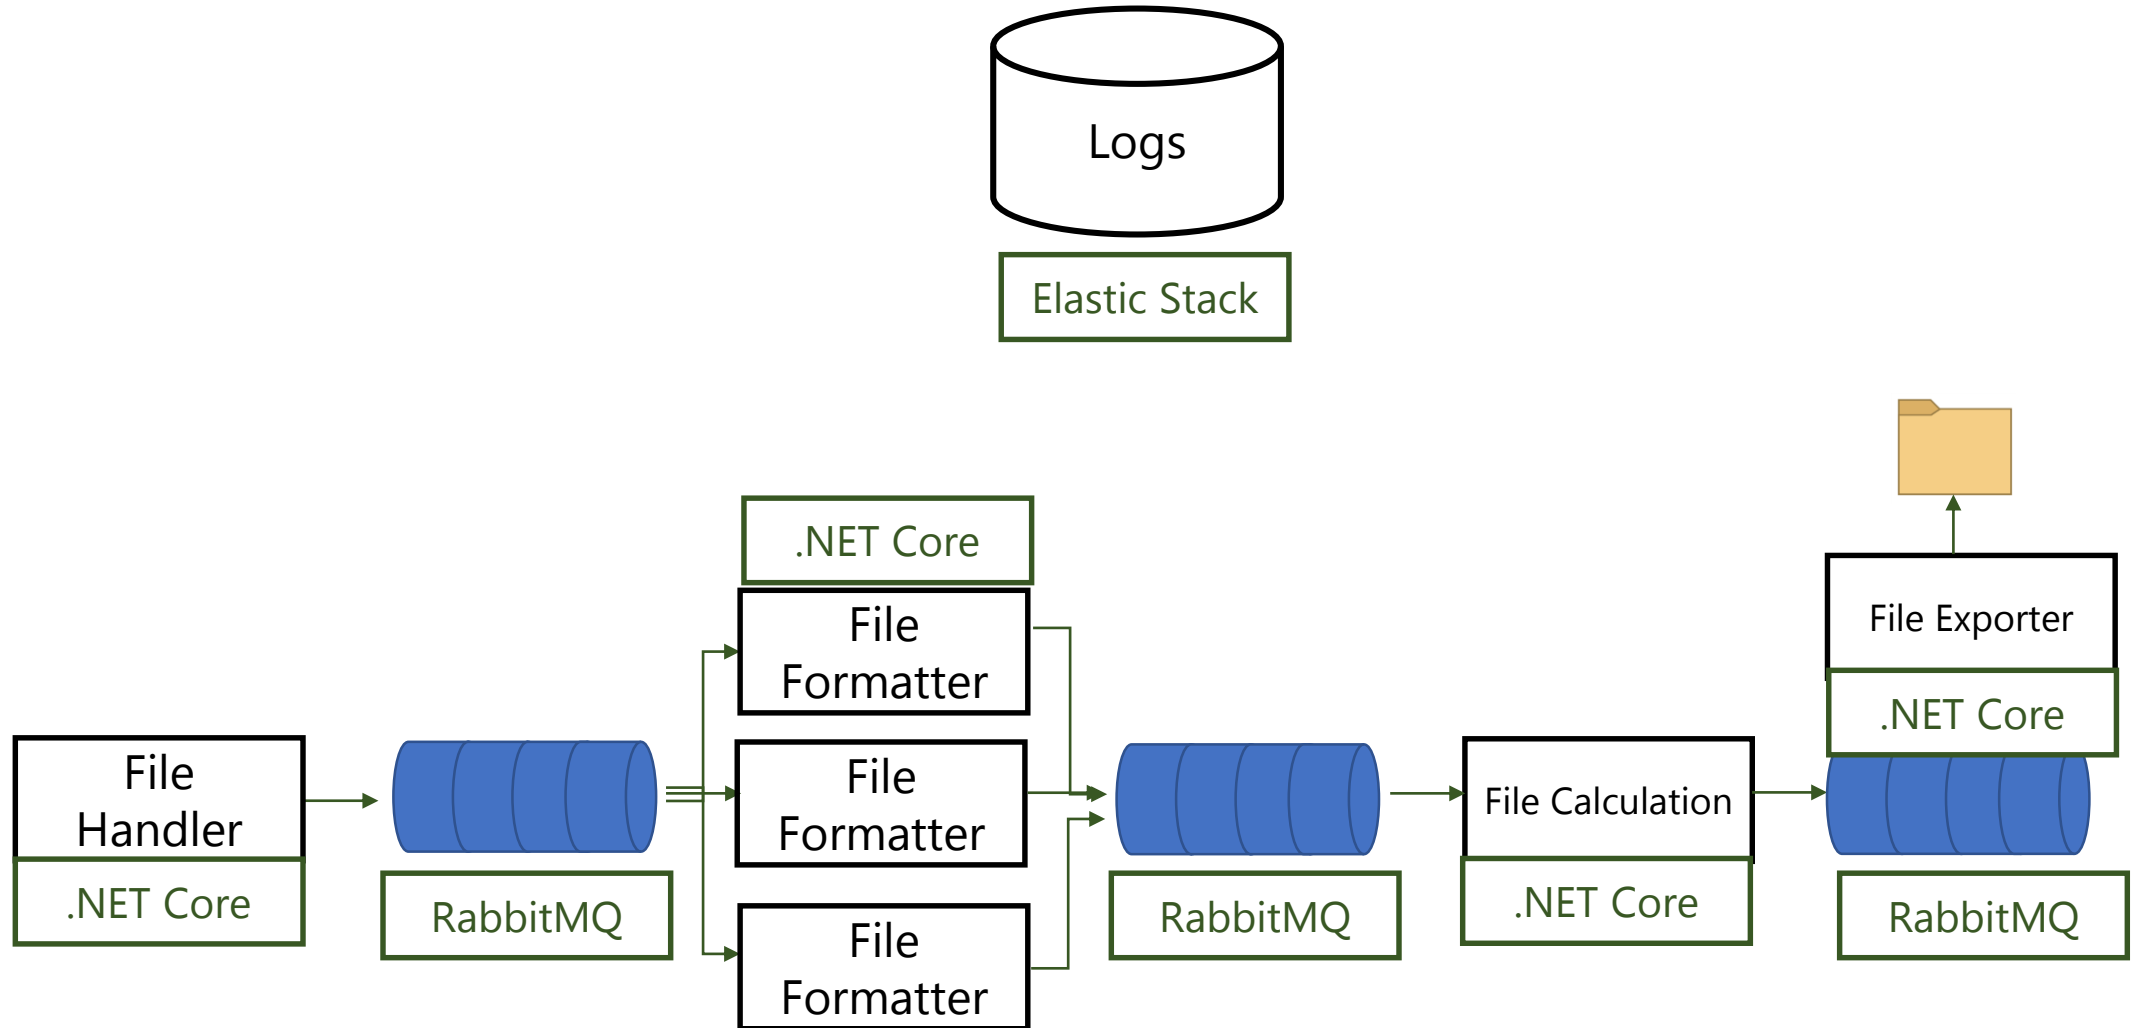 Logs
Elastic Stack
.NET Core
File
Formatter
File Exporter
.NET Core
File
Handler
.NET Core
RabbitMQ
File
Formatter
RabbitMQ
File Calculation
.NET Core
RabbitMQ
File
Formatter